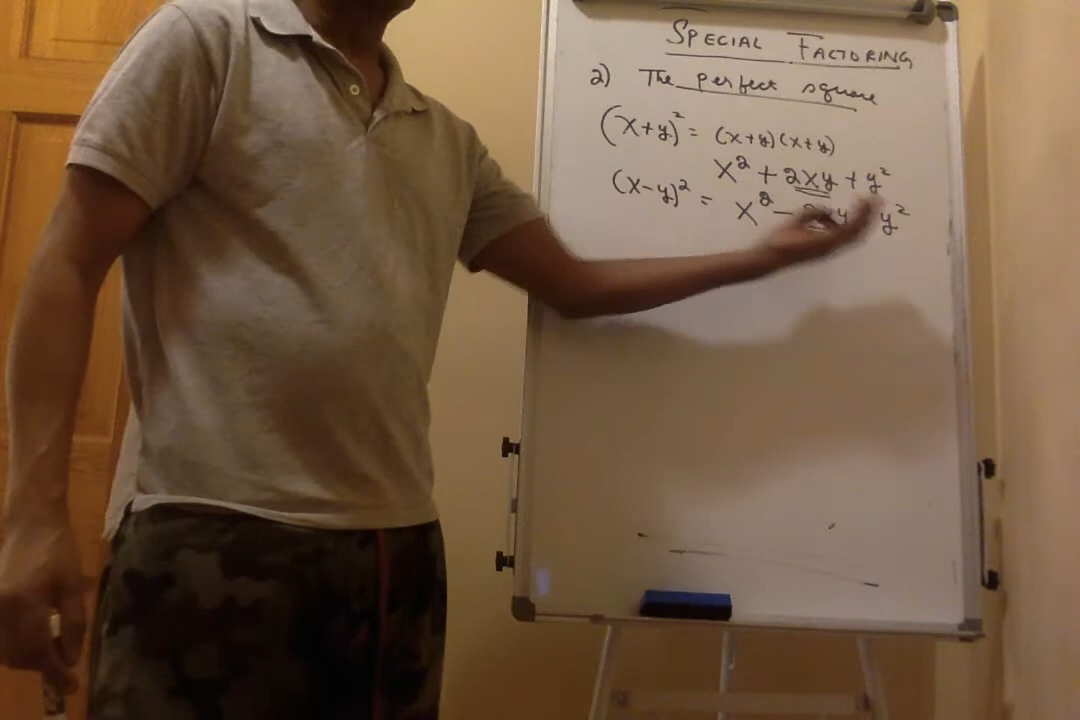 SPECIAL FACTORING
2) The perfect square
(x+y)² = (x+y)(x+y)
x² + 2xy + y²
(x-y)² = x² - 2xy y²